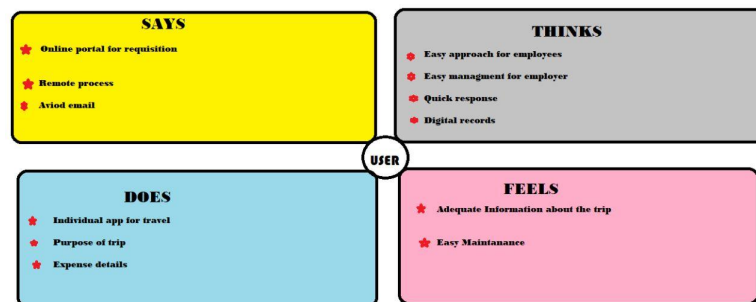 SAYS
Online portal for requisition
Remote process
Aviod email
THINKS
Easy approach for employees
Easy managment for employer
Quick response
Digital records
USER
DOES
Individual app for travel
Purpose of trip
Expense details
FEELS
Adequate Information about the trip
Easy Maintanance